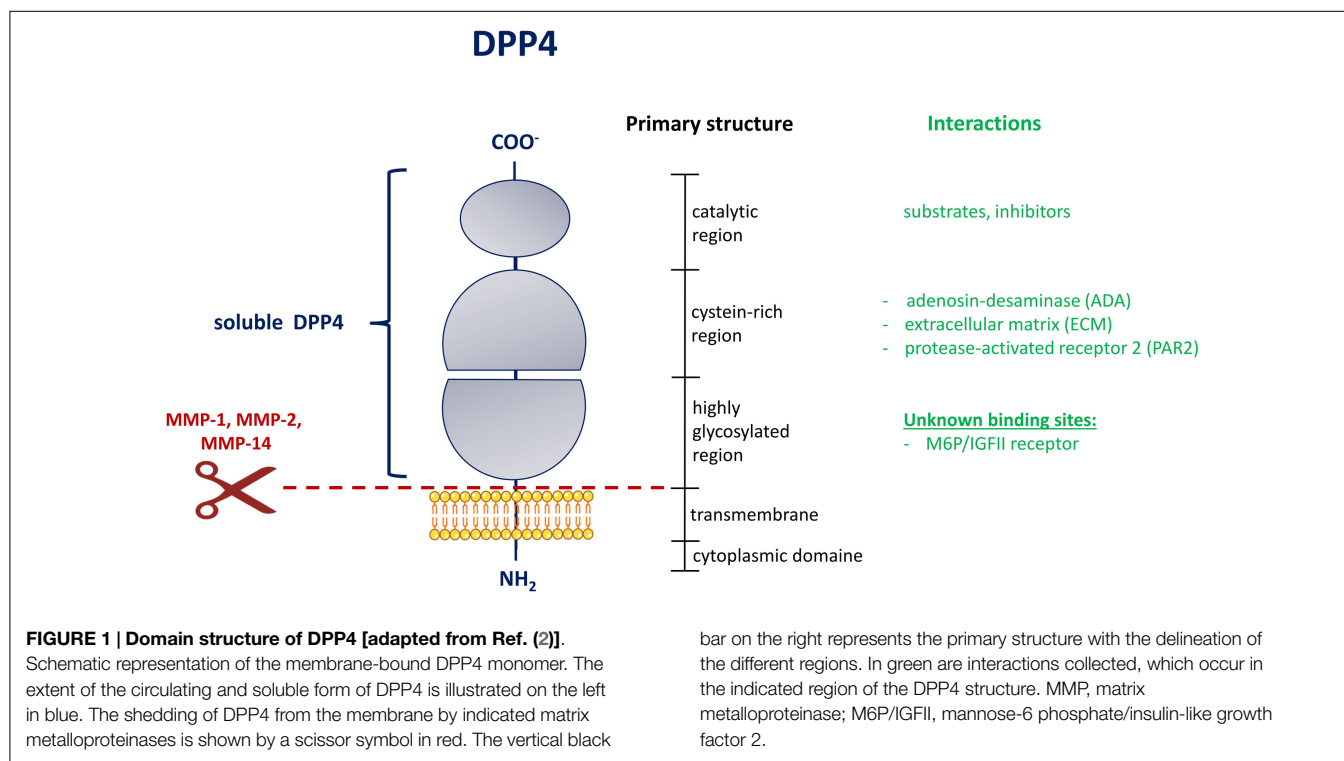 DPP4
Primary structure
Interactions
COO-
soluble DPP4
MMP-1, MMP-2,
MMP-14
NH2
catalytic
region
cystein-rich
region
highly
glycosylated
region
transmembrane
cytoplasmic domaine
substrates, inhibitors
- adenosin-desaminase (ADA)
- extracellular matrix (ECM)
- protease-activated receptor 2 (PAR2)
Unknown binding sites:
- M6P/IGFII receptor
FIGURE 1 | Domain structure of DPP4 [adapted from Ref. (2)].
Schematic representation of the membrane-bound DPP4 monomer. The
extent of the circulating and soluble form of DPP4 is illustrated on the left
in blue. The shedding of DPP4 from the membrane by indicated matrix
metalloproteinases is shown by a scissor symbol in red. The vertical black
bar on the right represents the primary structure with the delineation of
the different regions. In green are interactions collected, which occur in
the indicated region of the DPP4 structure. MMP, matrix
metalloproteinase; M6P/IGFII, mannose-6 phosphate/insulin-like growth
factor 2.